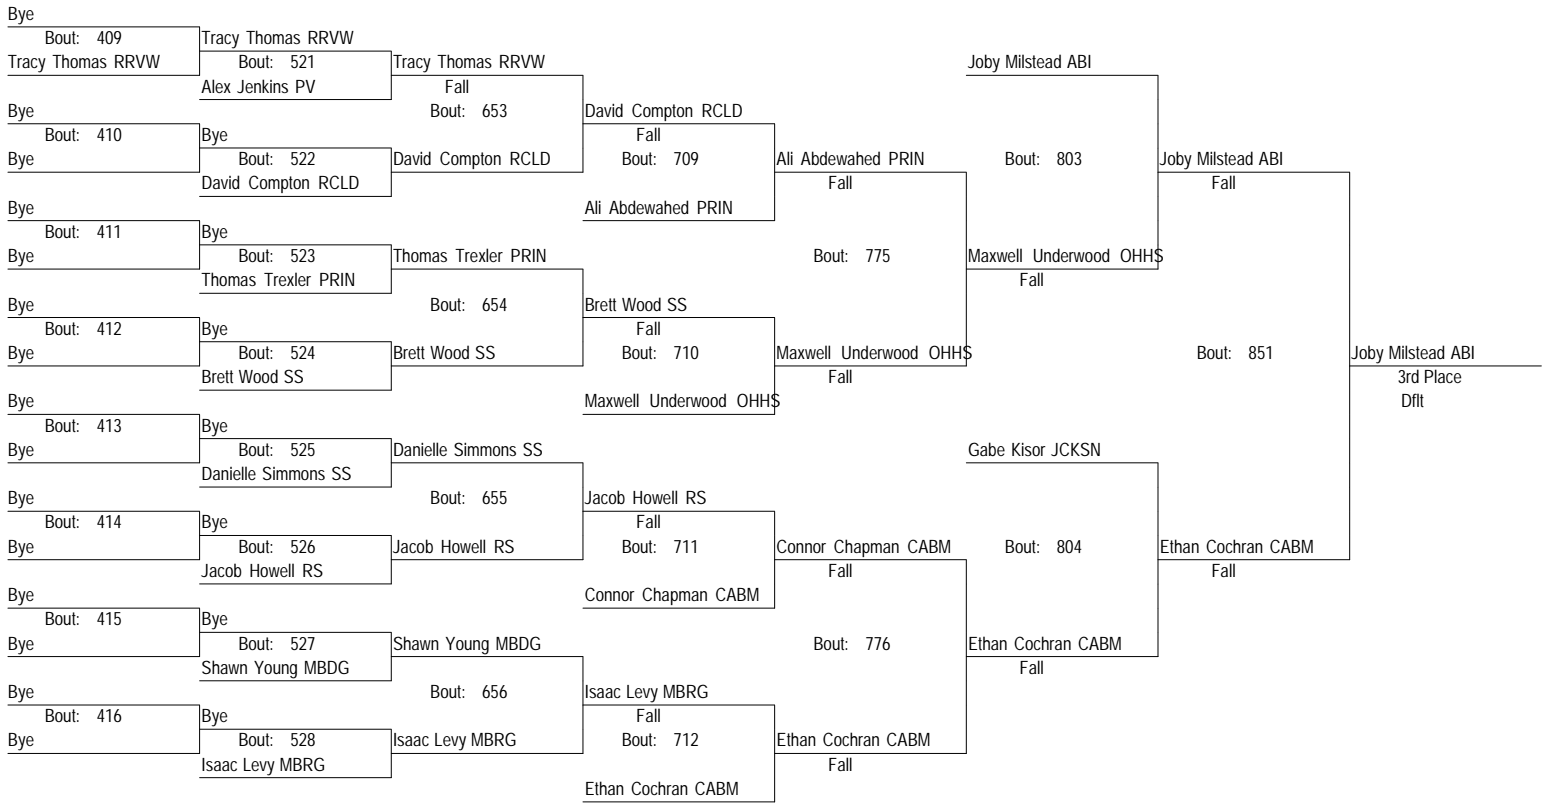 Bye
Bout: 409
Tracy Thomas RRVW
Bye
Bout: 410
Bye
Bye
Bout: 411
Bye
Bye
Bout: 412
Bye
Bye
Bout: 413
Bye
Bye
Bout: 414
Bye
Bye
Bout: 415
Bye
Bye
Bout: 416
Bye
Tracy Thomas RRVW
Bout: 521
Alex Jenkins PV
Bye
Bout: 522
David Compton RCLD
Bye
Bout: 523
Thomas Trexler PRIN
Bye
Bout: 524
Brett Wood SS
Bye
Bout: 525
Danielle Simmons SS
Bye
Bout: 526
Jacob Howell RS
Bye
Bout: 527
Shawn Young MBDG
Bye
Bout: 528
Isaac Levy MBRG
Tracy Thomas RRVW
Fall
Bout: 653
David Compton RCLD
Thomas Trexler PRIN
Bout: 654
Brett Wood SS
Danielle Simmons SS
Bout: 655
Jacob Howell RS
Shawn Young MBDG
Bout: 656
Isaac Levy MBRG
David Compton RCLD
Fall
Bout: 709
Ali Abdewahed PRIN
Brett Wood SS
Fall
Bout: 710
Maxwell Underwood OHHS
Jacob Howell RS
Fall
Bout: 711
Connor Chapman CABM
Isaac Levy MBRG
Fall
Bout: 712
Ethan Cochran CABM
Ali Abdewahed PRIN
Fall
Bout: 775
Maxwell Underwood OHHS
Fall
Connor Chapman CABM
Fall
Bout: 776
Ethan Cochran CABM
Fall
Joby Milstead ABI
Bout: 803
Maxwell Underwood OHHS
Fall
Gabe Kisor JCKSN
Bout: 804
Ethan Cochran CABM
Fall
Joby Milstead ABI
Fall
Bout: 851
Ethan Cochran CABM
Fall
Joby Milstead ABI
3rd Place
Dflt